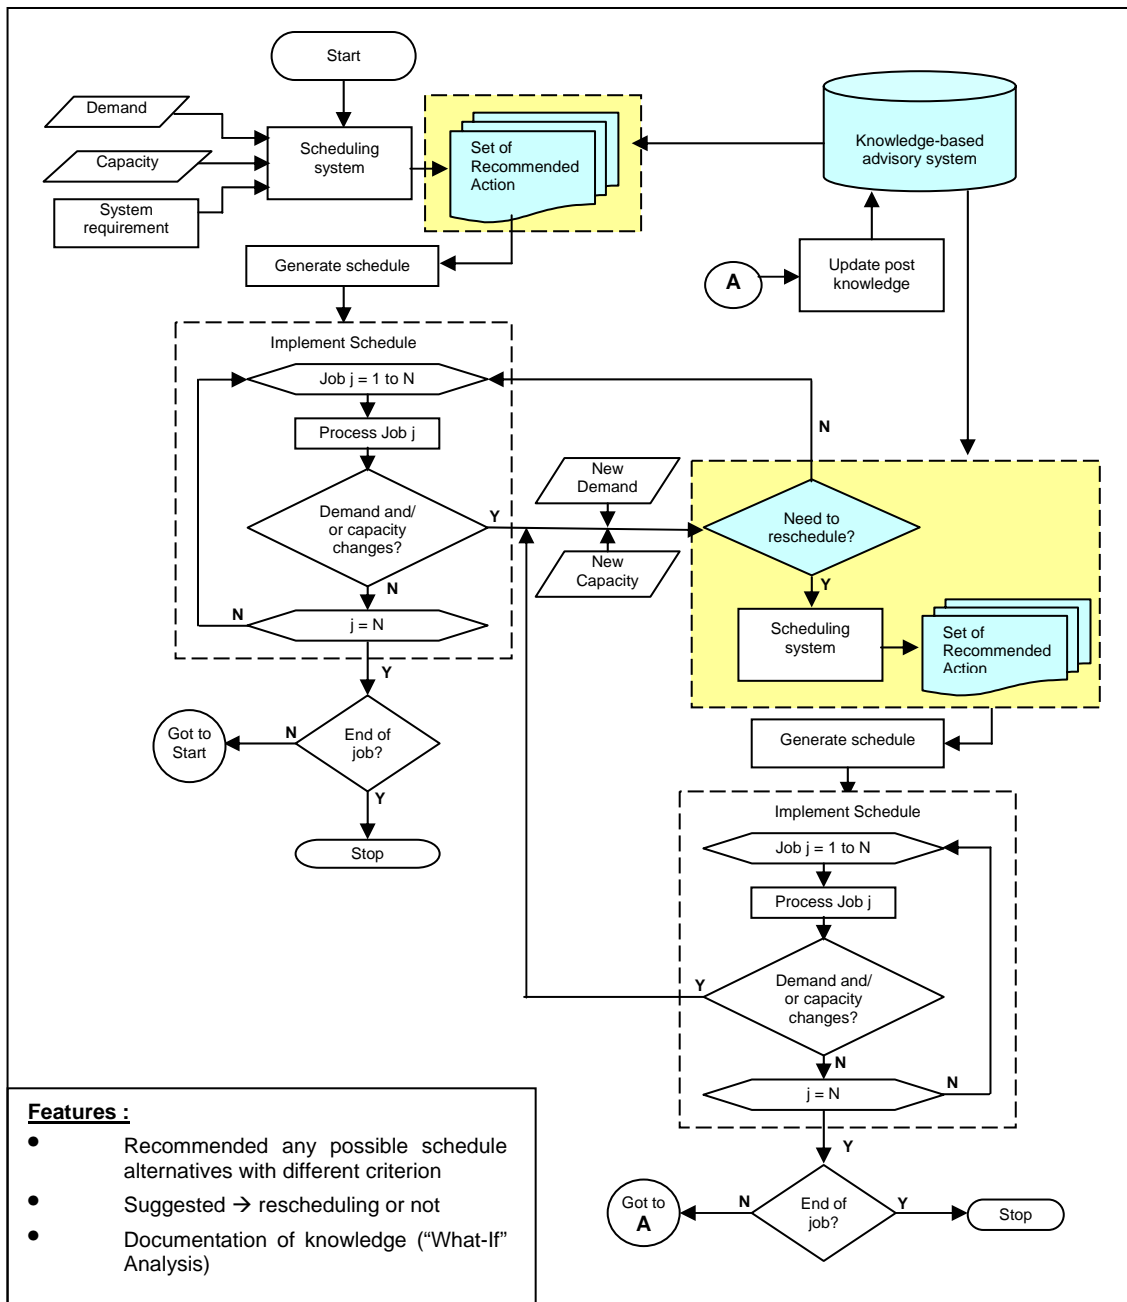 Start
Demand
Capacity
System
requirement
Scheduling
system
Set of
Recommended
Action
Knowledge-based
advisory system
Generate schedule
A
Update post
knowledge
Implement Schedule
Job j = 1 to N
Process Job j
Demand and/
or capacity
changes?
Y
N
N
j = N
Y
New
Demand
New
Capacity
N
Need to
reschedule?
Y
Scheduling
system
Set of
Recommended
Action
Got to
Start
N
End of
job?
Y
Stop
Generate schedule
Implement Schedule
Job j = 1 to N
Process Job j
Demand and/
or capacity
changes?
Y
N
j = N
N
Y
Got to
A
N
End of
job?
Y
Stop
Features :
• Recommended any possible schedule
alternatives with different criterion
• Suggested → rescheduling or not
• Documentation of knowledge (“What-If”
Analysis)